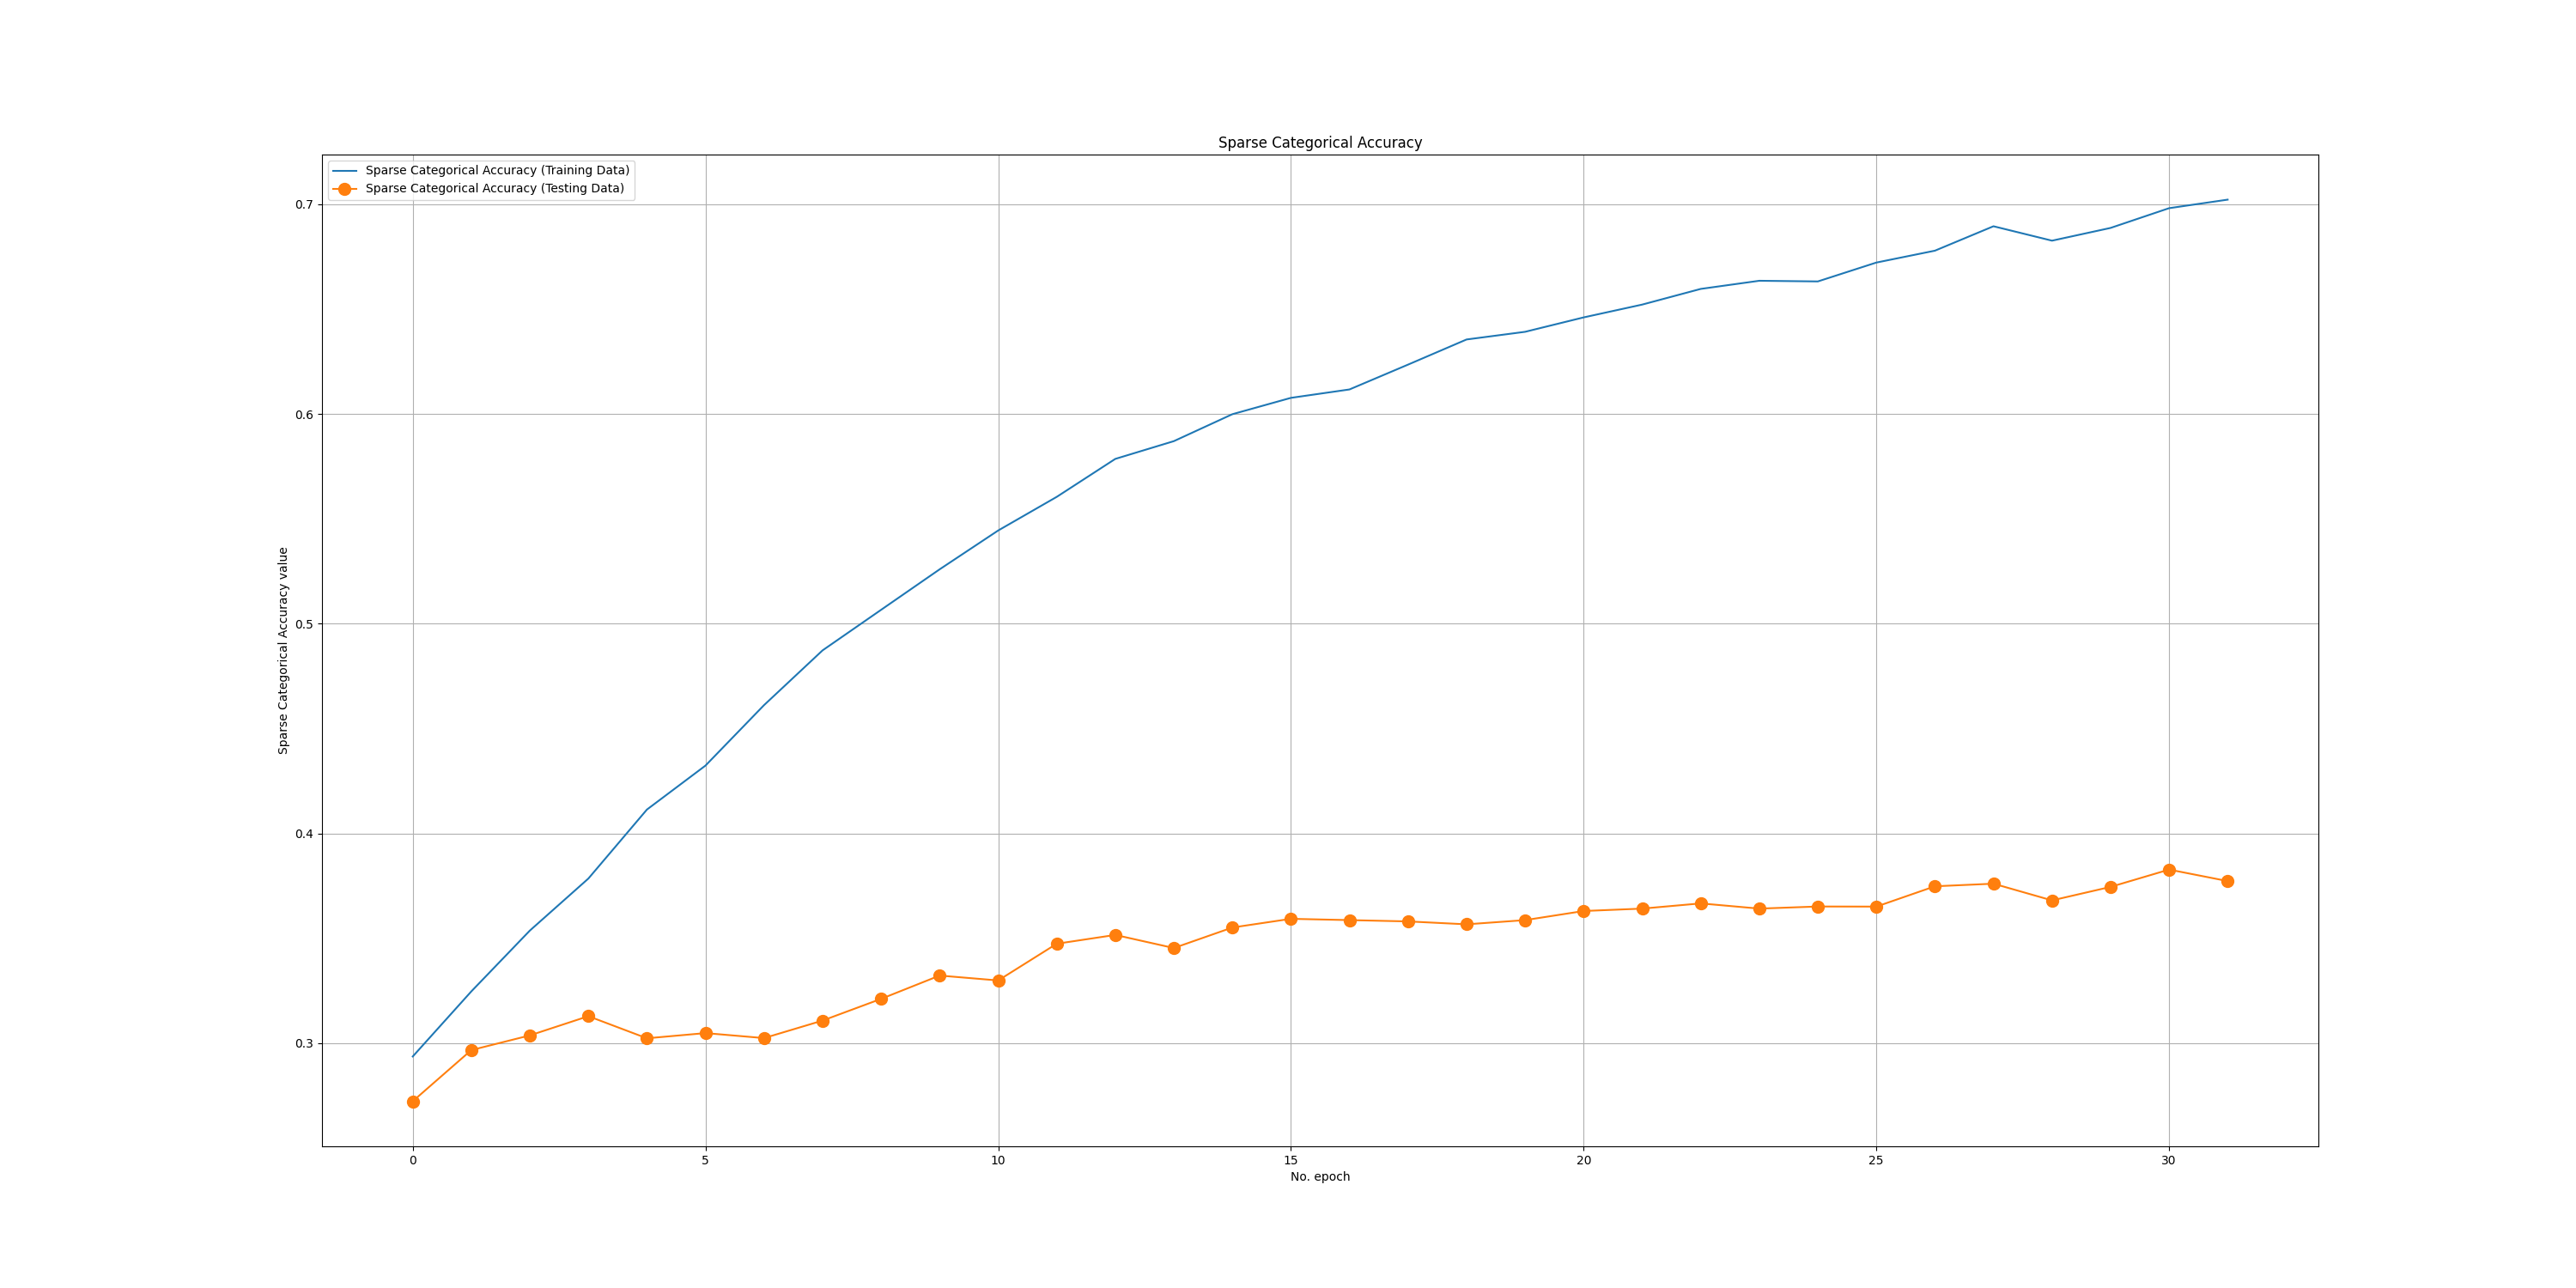 Sparse Categorical Accuracy
Sparse Categorical Accuracy (Training Data)
Sparse Categorical Accuracy (Testing Data)
Sparse Categorical Accuracy value
0.7
0.6
0.5
0.4
0.3
0 5 10 15 20 25 30
No. epoch